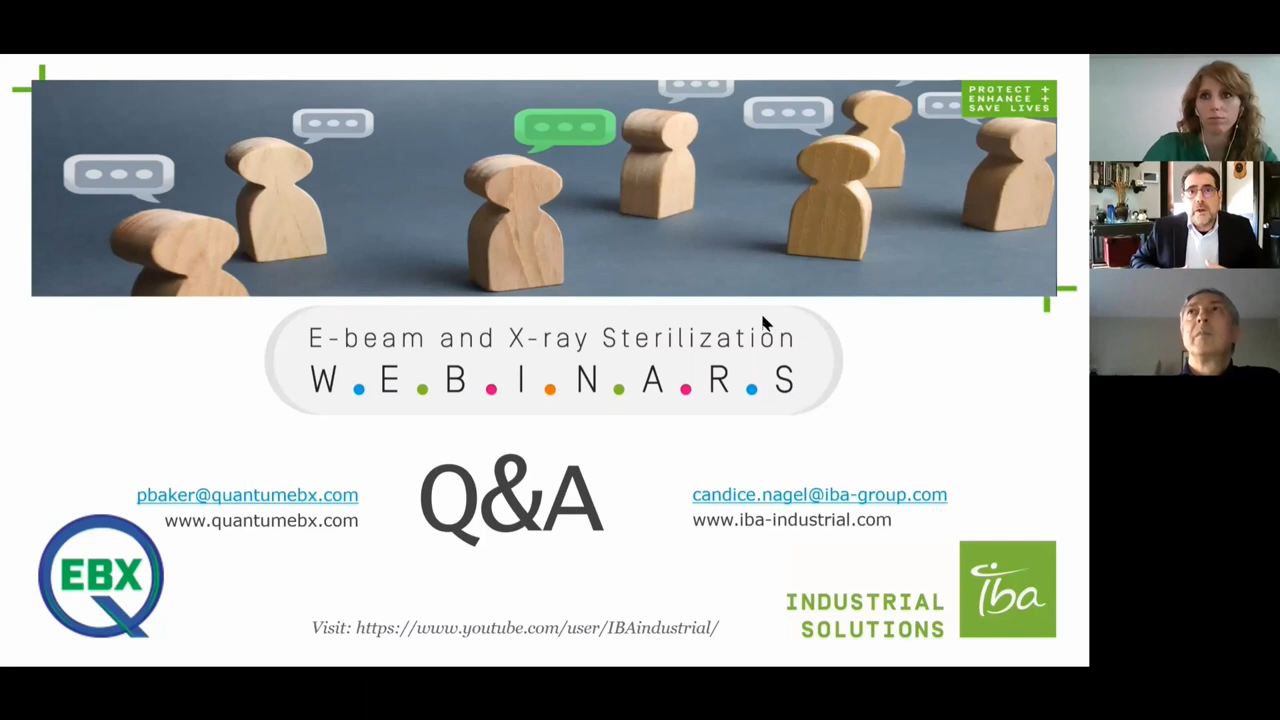 PROTECT +
ENHANCE +
SAVE LIVES
E-beam and X-ray Sterilization
W.E.B.I.N.A.R.S
Q&A
pbaker@quantumebx.com
www.quantumebx.com
candice.nagel@iba-group.com
www.iba-industrial.com
EBX
INDUSTRIAL
SOLUTIONS
iba
Visit: https://www.youtube.com/user/IBAindustrial/